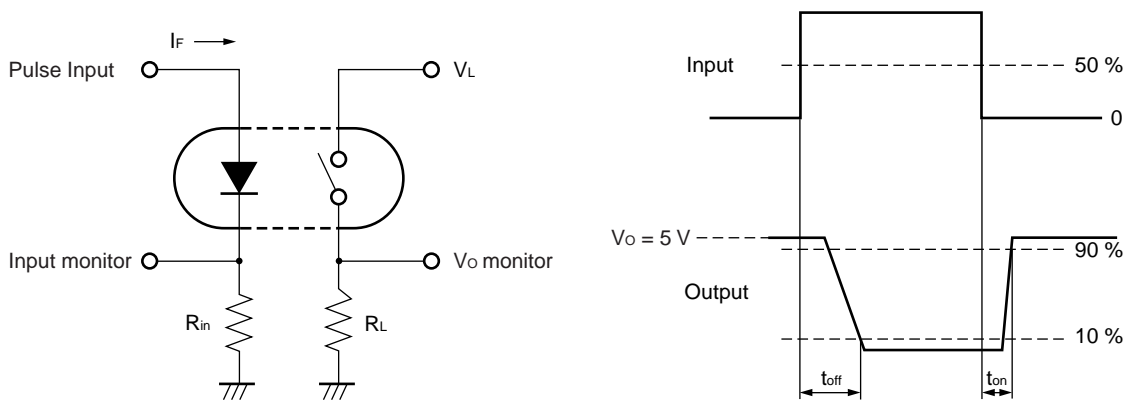 IF
Pulse Input
VL
Input monitor
VO monitor
Rin
RL
Input
50 %
0
VO = 5 V
90 %
Output
10 %
toff
ton